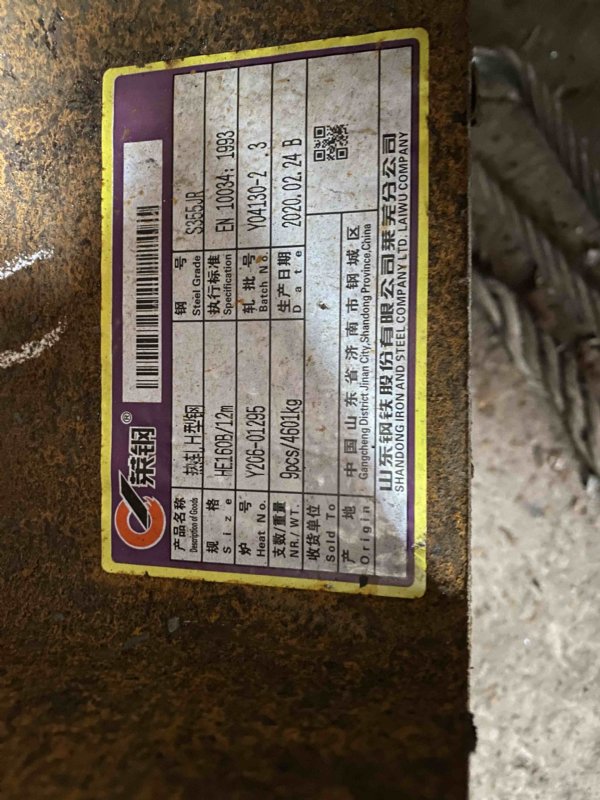 莱钢®
产品名称 热轧H型钢 钢号 S355JR
Description of Goods Steel Grade
规格 HE160B/12m 执行标准 EN 10034: 1993
Size Specification
炉号 Y206-01295 轧批号 Y04130-2 .3
Heat No. Batch No.
支数/重量 9pcs/4601kg 生产日期 2020.02.24 B
NR./WT. Date
收货单位
Sold To
产地 中国山东省济南市钢城区
Origin Gangcheng District Jinan City,Shandong Province,China
山东钢铁股份有限公司莱芜分公司
SHANDONG IRON AND STEEL COMPANY LTD. LAIWU COMPANY